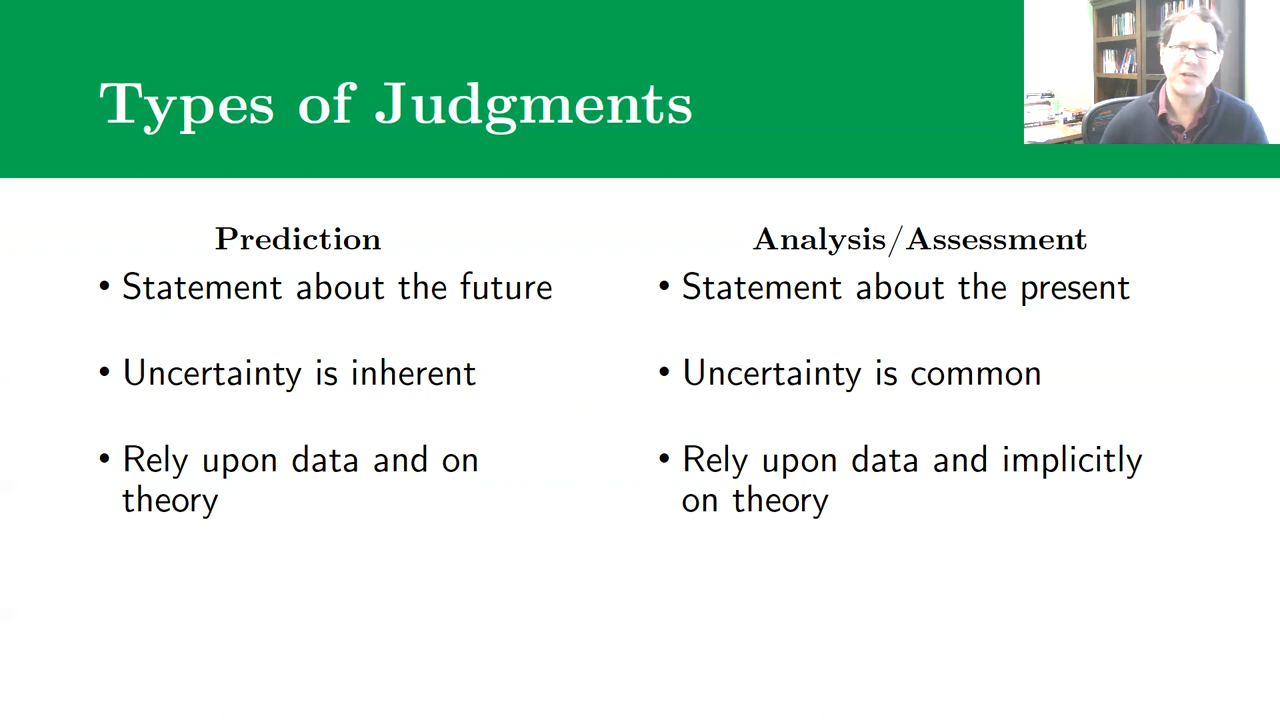 Types of Judgments
Prediction
• Statement about the future
• Uncertainty is inherent
• Rely upon data and on
theory
Analysis/Assessment
• Statement about the present
• Uncertainty is common
• Rely upon data and implicitly
on theory